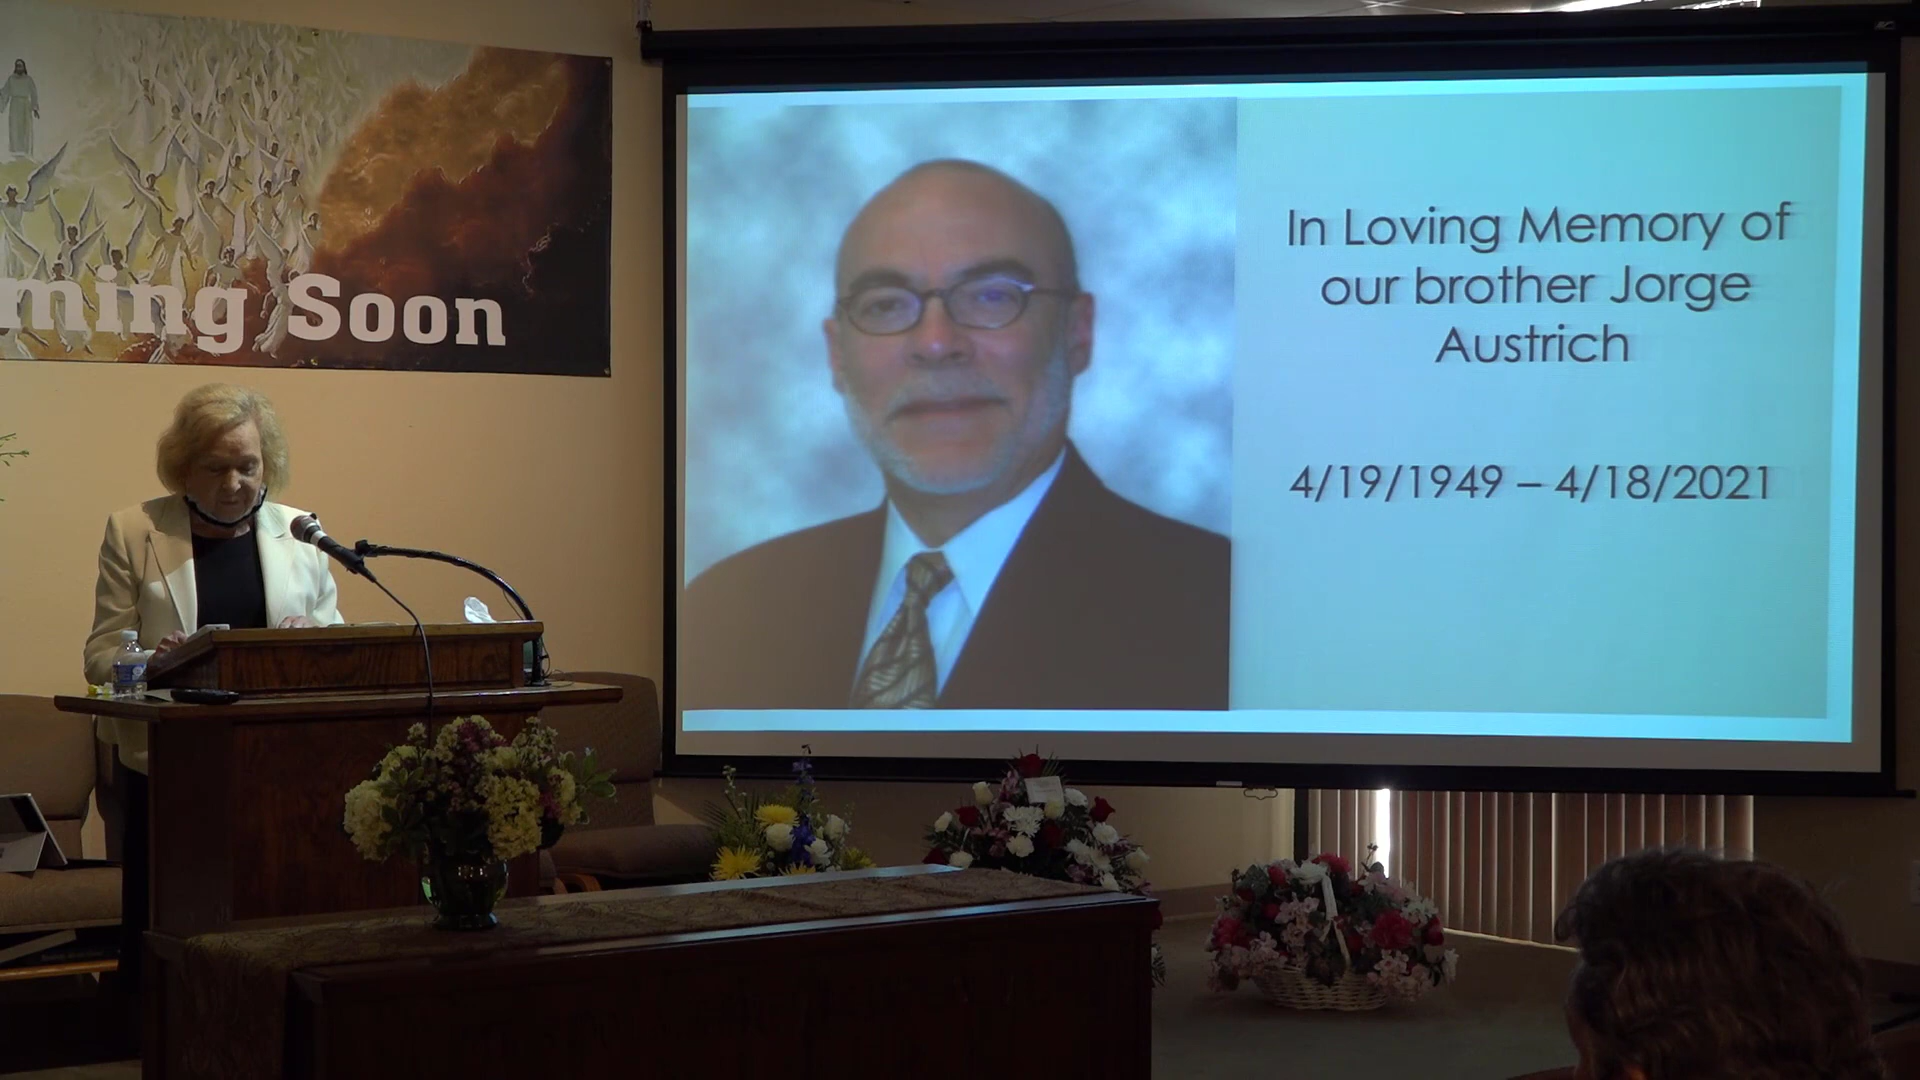 ming Soon
In Loving Memory of
our brother Jorge
Austrich
4/19/1949 – 4/18/2021